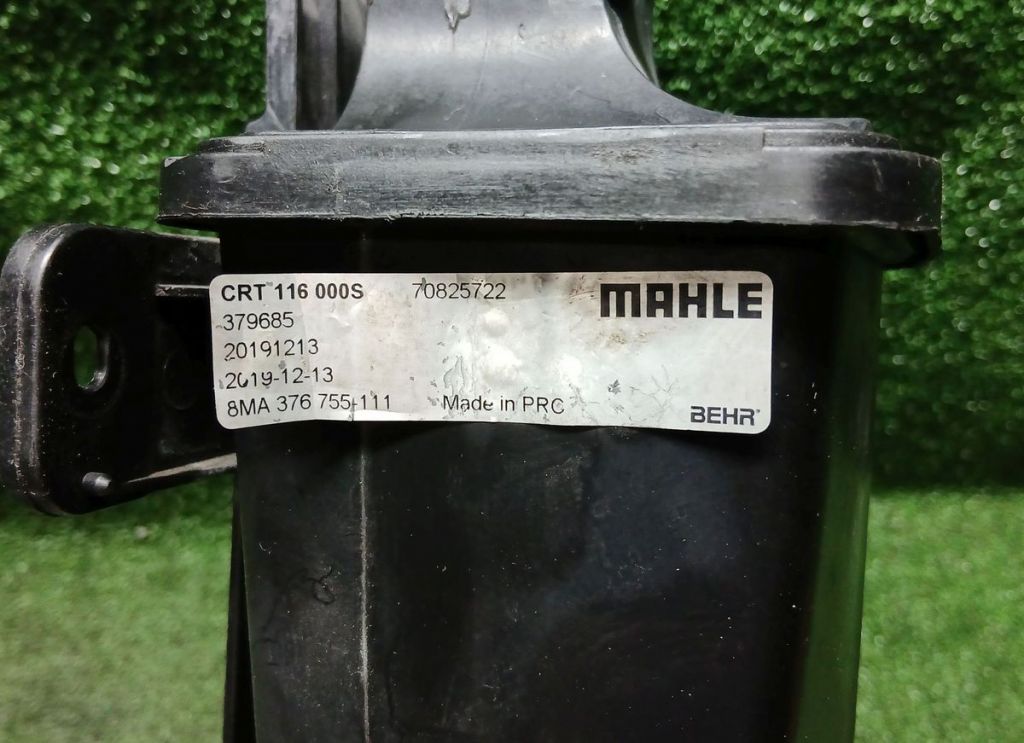 CRT 116 000S 70825722 MAHLE
379685
20191213
2019-12-13
8MA 376 755-111 Made in PRC BEHR®